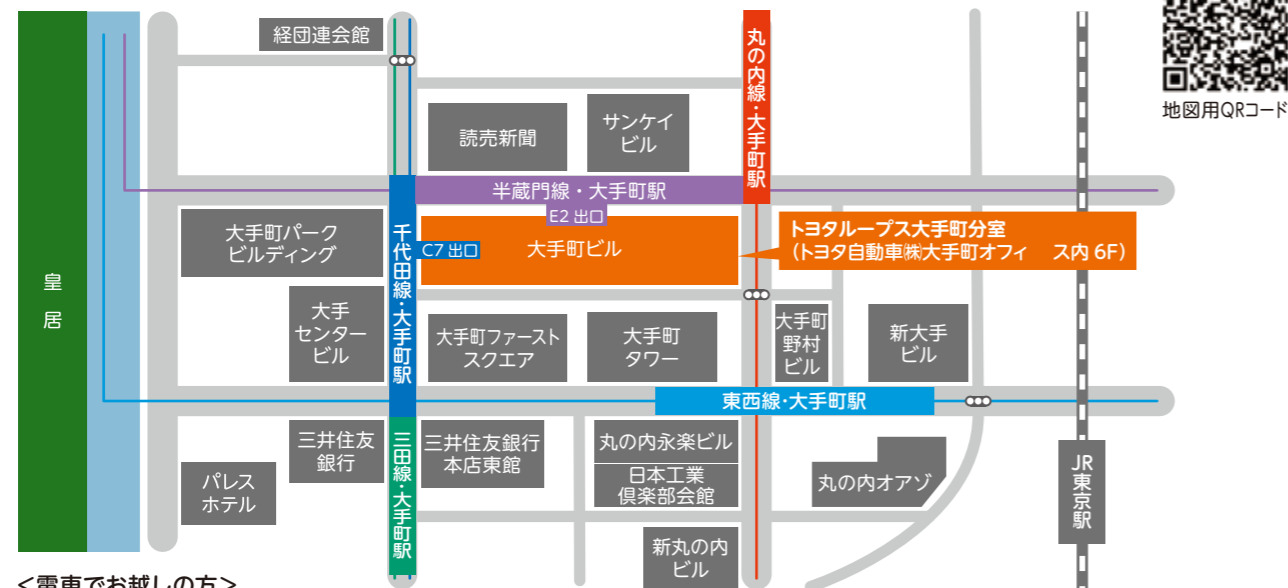 経団連会館
丸の内線・大手町駅
地図用QRコード
読売新聞
サンケイ
ビル
半蔵門線・大手町駅
E2 出口
大手町パーク
ビルディング
千代田線・大手町駅
C7 出口
大手町ビル
トヨタループス大手町分室
(トヨタ自動車㈱大手町オフィ ス内 6F)
皇居
大手
センター
ビル
大手町ファースト
スクエア
大手町
タワー
大手町
野村
ビル
新大手
ビル
東西線・大手町駅
三井住友
銀行
三田線・大手町駅
三井住友銀行
本店東館
丸の内永楽ビル
日本工業
倶楽部会館
丸の内オアゾ
JR東京駅
パレス
ホテル
新丸の内
ビル
<電車でお越しの方>